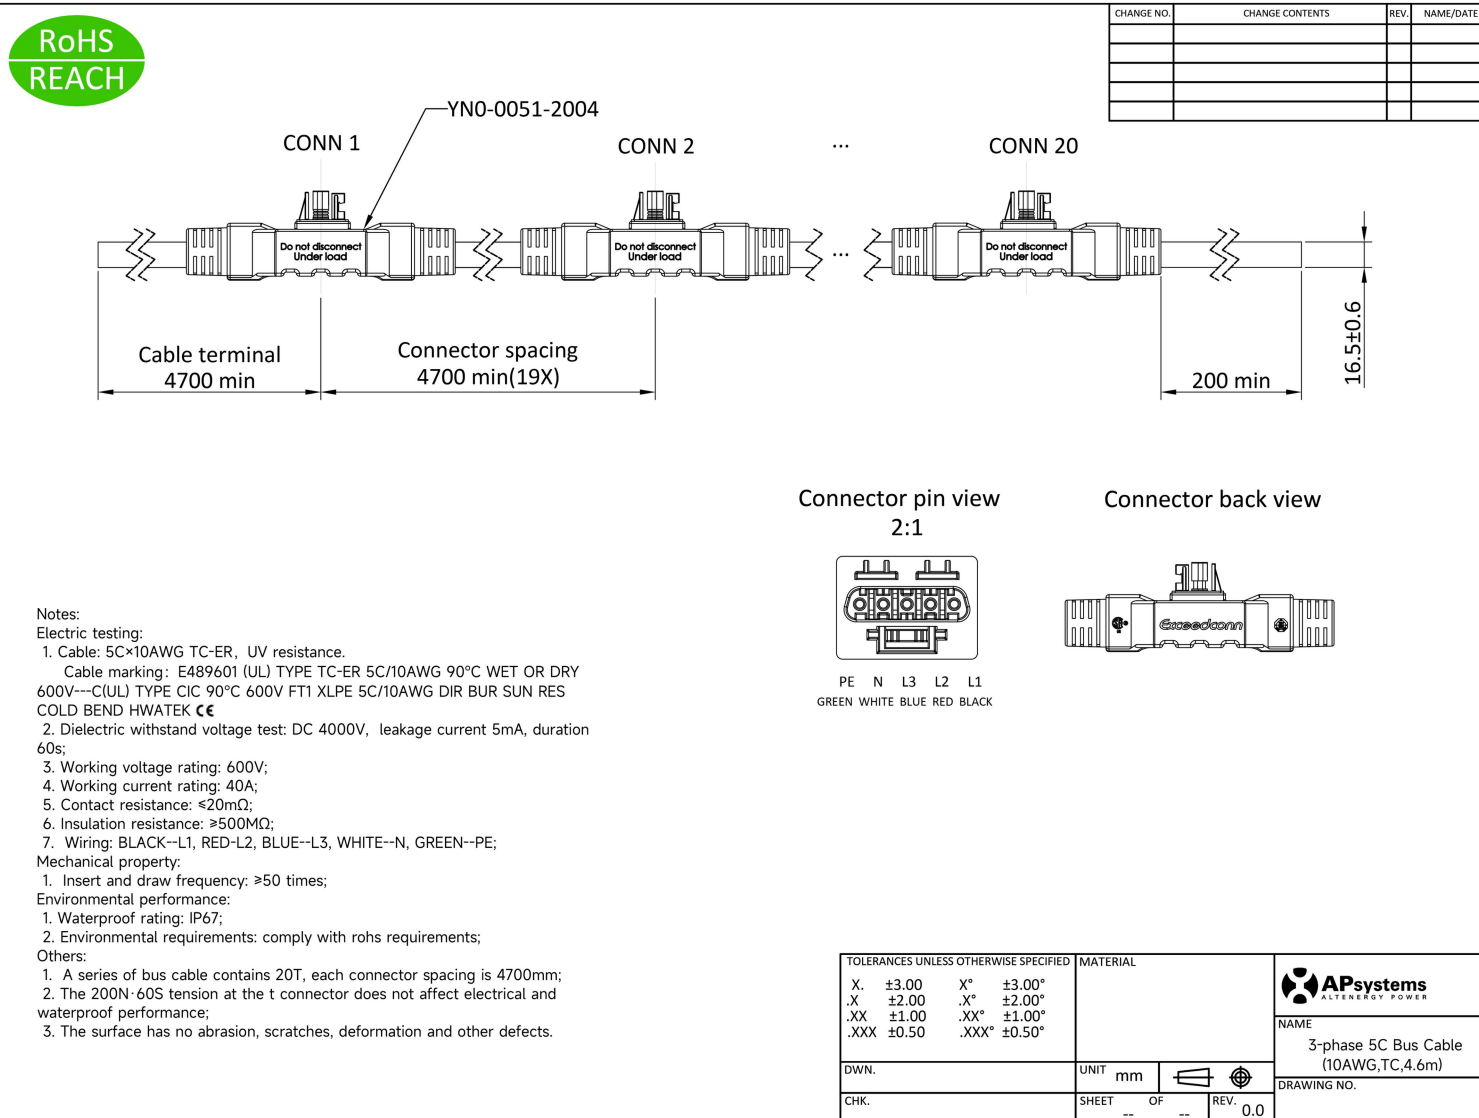 RoHS
REACH
CHANGE NO. CHANGE CONTENTS REV. NAME/DATE
YN0-0051-2004
CONN 1 CONN 2 ... CONN 20
Do not disconnect
Under load
Do not disconnect
Under load
...
Do not disconnect
Under load
Cable terminal
4700 min
Connector spacing
4700 min(19X)
200 min
16.5±0.6
Connector pin view
2:1
Connector back view
Exceedconn
PE N L3 L2 L1
GREEN WHITE BLUE RED BLACK
Notes:
Electric testing:
1. Cable: 5C×10AWG TC-ER, UV resistance.
Cable marking: E489601 (UL) TYPE TC-ER 5C/10AWG 90°C WET OR DRY
600V---C(UL) TYPE CIC 90°C 600V FT1 XLPE 5C/10AWG DIR BUR SUN RES
COLD BEND HWATEK CE
2. Dielectric withstand voltage test: DC 4000V, leakage current 5mA, duration
60s;
3. Working voltage rating: 600V;
4. Working current rating: 40A;
5. Contact resistance: ≤20mΩ;
6. Insulation resistance: ≥500MΩ;
7. Wiring: BLACK--L1, RED-L2, BLUE--L3, WHITE--N, GREEN--PE;
Mechanical property:
1. Insert and draw frequency: ≥50 times;
Environmental performance:
1. Waterproof rating: IP67;
2. Environmental requirements: comply with rohs requirements;
Others:
1. A series of bus cable contains 20T, each connector spacing is 4700mm;
2. The 200N·60S tension at the t connector does not affect electrical and
waterproof performance;
3. The surface has no abrasion, scratches, deformation and other defects.
TOLERANCES UNLESS OTHERWISE SPECIFIED
X. ±3.00 X° ±3.00°
.X ±2.00 .X° ±2.00°
.XX ±1.00 .XX° ±1.00°
.XXX ±0.50 .XXX° ±0.50°
MATERIAL
APsystems
ALTENERGY POWER
NAME
3-phase 5C Bus Cable
(10AWG,TC,4.6m)
DWN.
UNIT mm
DRAWING NO.
CHK.
SHEET -- OF --
REV. 0.0